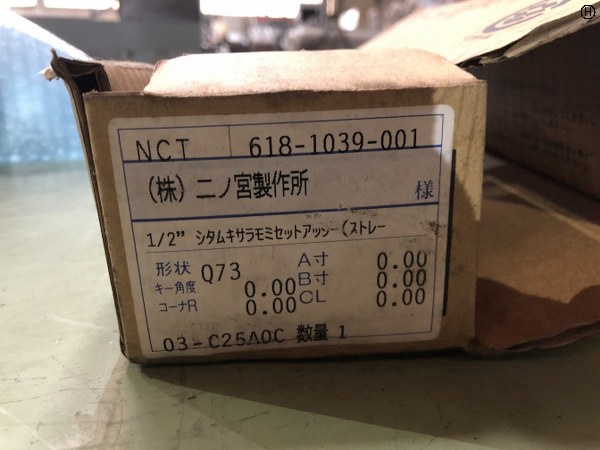 NCT 618-1039-001
(株)二ノ宮製作所 様
1/2" シタムキサラモミセットアッシー(ストレー
形状 Q73 A寸 0.00
キー角度 0.00 B寸 0.00
コーナR 0.00 CL 0.00
03-C25AOC 数量 1
H